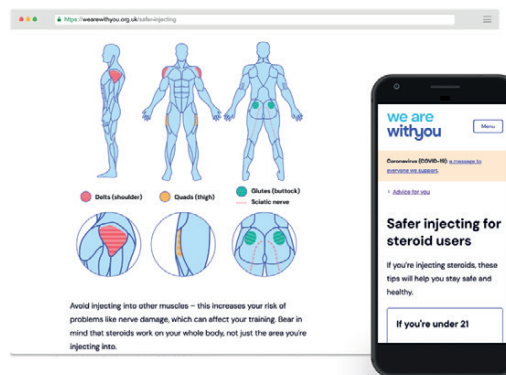 https://wearewithyou.org.uk/safer-injecting
Delts (shoulder)
Quads (thigh)
Glutes (buttock)
Sciatic nerve
Avoid injecting into other muscles – this increases your risk of
problems like nerve damage, which can affect your training. Bear in
mind that steroids work on your whole body, not just the area you're
injecting into.
we are
withyou
Menu
Coronavirus (COVID-19): a message to
everyone we support.
‹ Advice for you
Safer injecting for
steroid users
If you're injecting steroids, these
tips will help you stay safe and
healthy.
If you're under 21